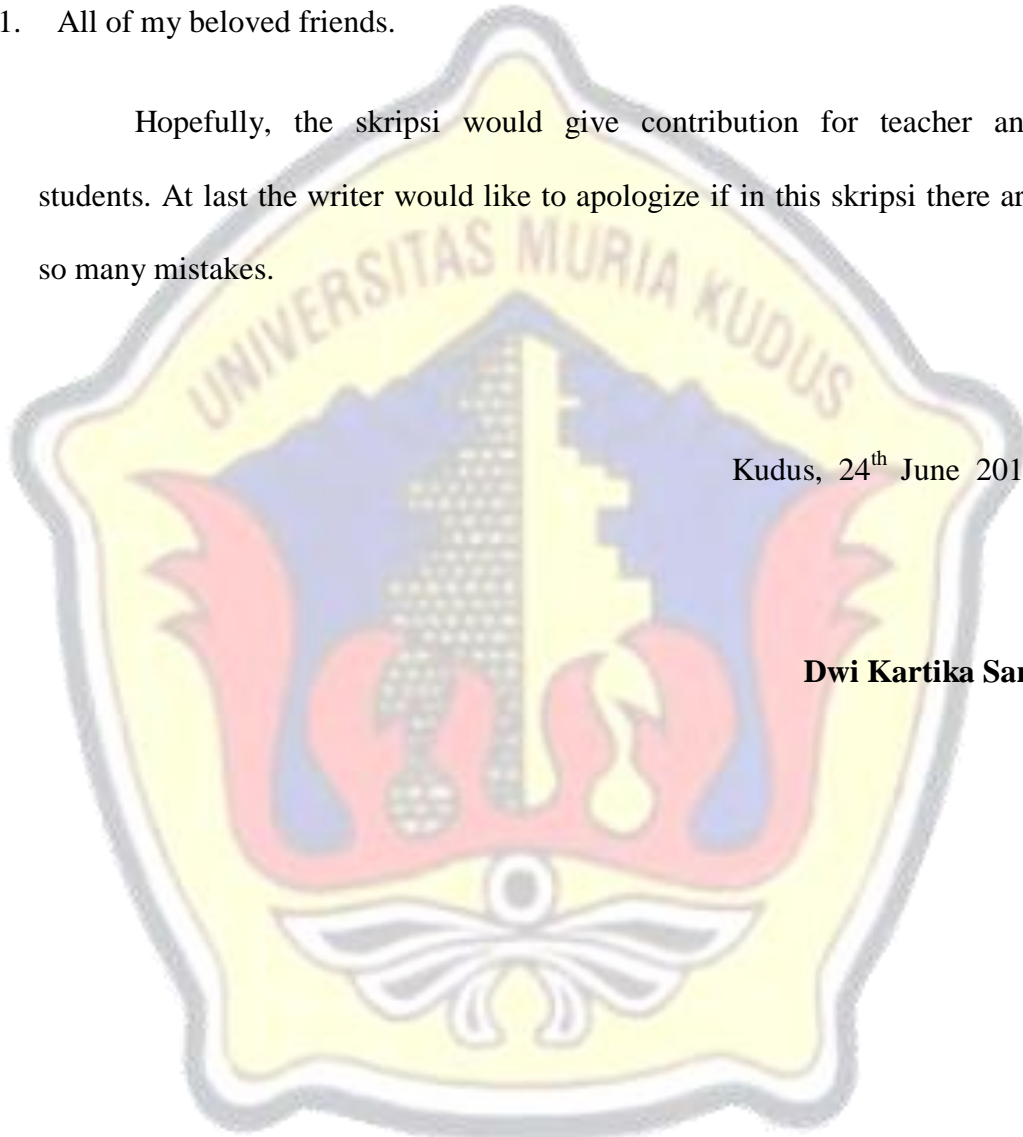 1. All of my beloved friends.
Hopefully, the skripsi would give contribution for teacher an
students. At last the writer would like to apologize if in this skripsi there ar
so many mistakes.
UNIVERSITAS MURIA KUDUS
Kudus, 24th June 201
Dwi Kartika Sar